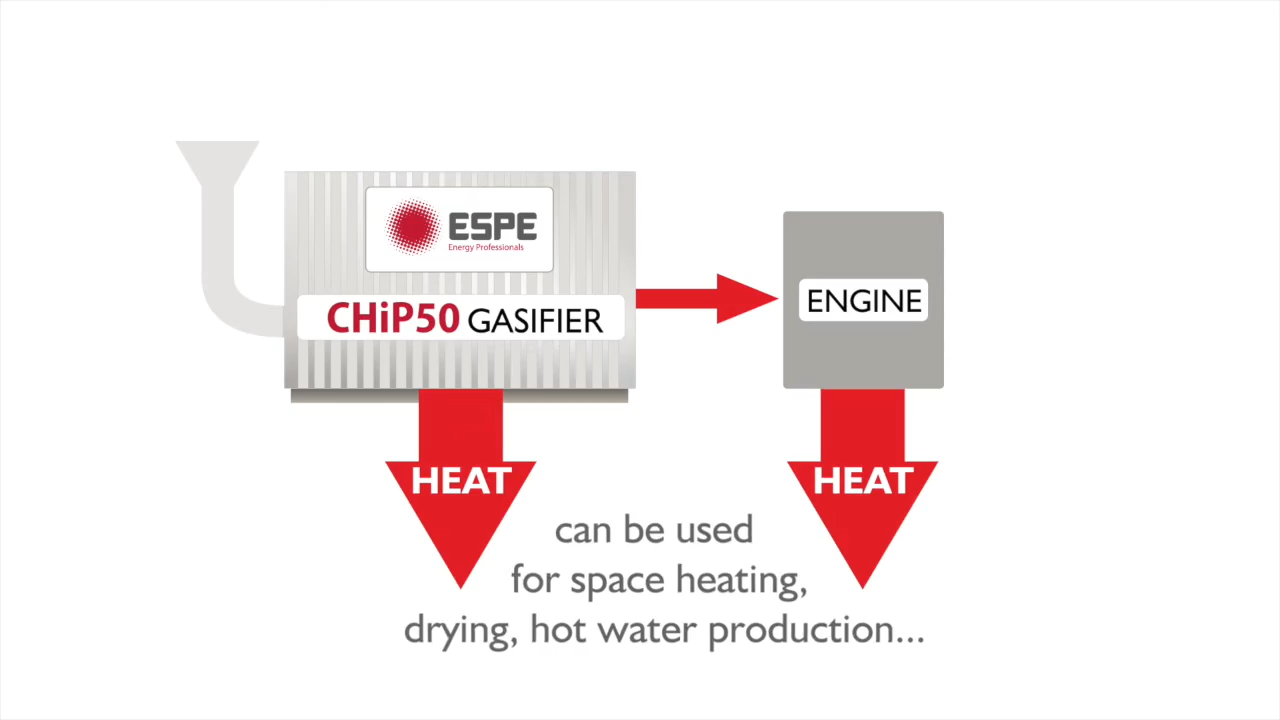 ESPE
Energy Professionals
CHiP50 GASIFIER
ENGINE
HEAT
HEAT
can be used
for space heating,
drying, hot water production...